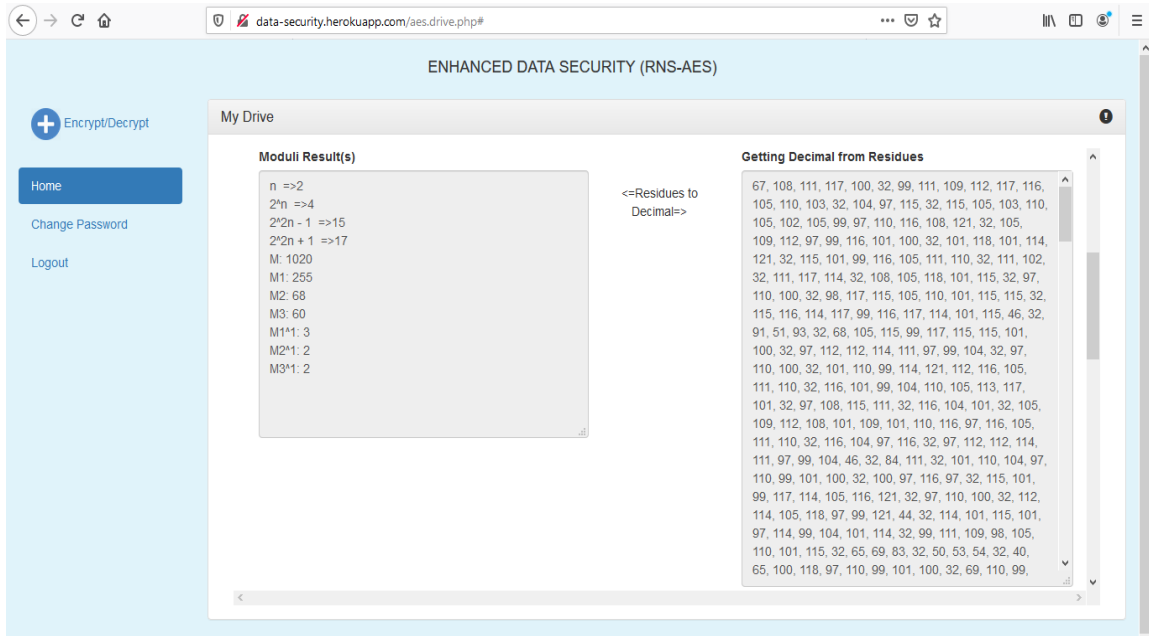 data-security.herokuapp.com/aes.drive.php#
ENHANCED DATA SECURITY (RNS-AES)
Encrypt/Decrypt
Home
Change Password
Logout
My Drive
Moduli Result(s)
n =>2
2^n =>4
2^2n - 1 =>15
2^2n + 1 =>17
M: 1020
M1: 255
M2: 68
M3: 60
M1^1: 3
M2^1: 2
M3^1: 2
<=Residues to
Decimal=>
Getting Decimal from Residues
67, 108, 111, 117, 100, 32, 99, 111, 109, 112, 117, 116,
105, 110, 103, 32, 104, 97, 115, 32, 115, 105, 103, 110,
105, 102, 105, 99, 97, 110, 116, 108, 121, 32, 105,
109, 112, 97, 99, 116, 101, 100, 32, 101, 118, 101, 114,
121, 32, 115, 101, 99, 116, 105, 111, 110, 32, 111, 102,
32, 111, 117, 114, 32, 108, 105, 118, 101, 115, 32, 97,
110, 100, 32, 98, 117, 115, 105, 110, 101, 115, 115, 32,
115, 116, 114, 117, 99, 116, 117, 114, 101, 115, 46, 32,
91, 51, 93, 32, 68, 105, 115, 99, 117, 115, 115, 101,
100, 32, 97, 112, 112, 114, 111, 97, 99, 104, 32, 97,
110, 100, 32, 101, 110, 99, 114, 121, 112, 116, 105,
111, 110, 32, 116, 101, 99, 104, 110, 105, 113, 117,
101, 32, 97, 108, 115, 111, 32, 116, 104, 101, 32, 105,
109, 112, 108, 101, 109, 101, 110, 116, 97, 116, 105,
111, 110, 32, 116, 104, 97, 116, 32, 97, 112, 112, 114,
111, 97, 99, 104, 46, 32, 84, 111, 32, 101, 110, 104, 97,
110, 99, 101, 100, 32, 100, 97, 116, 97, 32, 115, 101,
99, 117, 114, 105, 116, 121, 32, 97, 110, 100, 32, 112,
114, 105, 118, 97, 99, 121, 44, 32, 114, 101, 115, 101,
97, 114, 99, 104, 101, 114, 32, 99, 111, 109, 98, 105,
110, 101, 115, 32, 65, 69, 83, 32, 50, 53, 54, 32, 40,
65, 100, 118, 97, 110, 99, 101, 100, 32, 69, 110, 99,